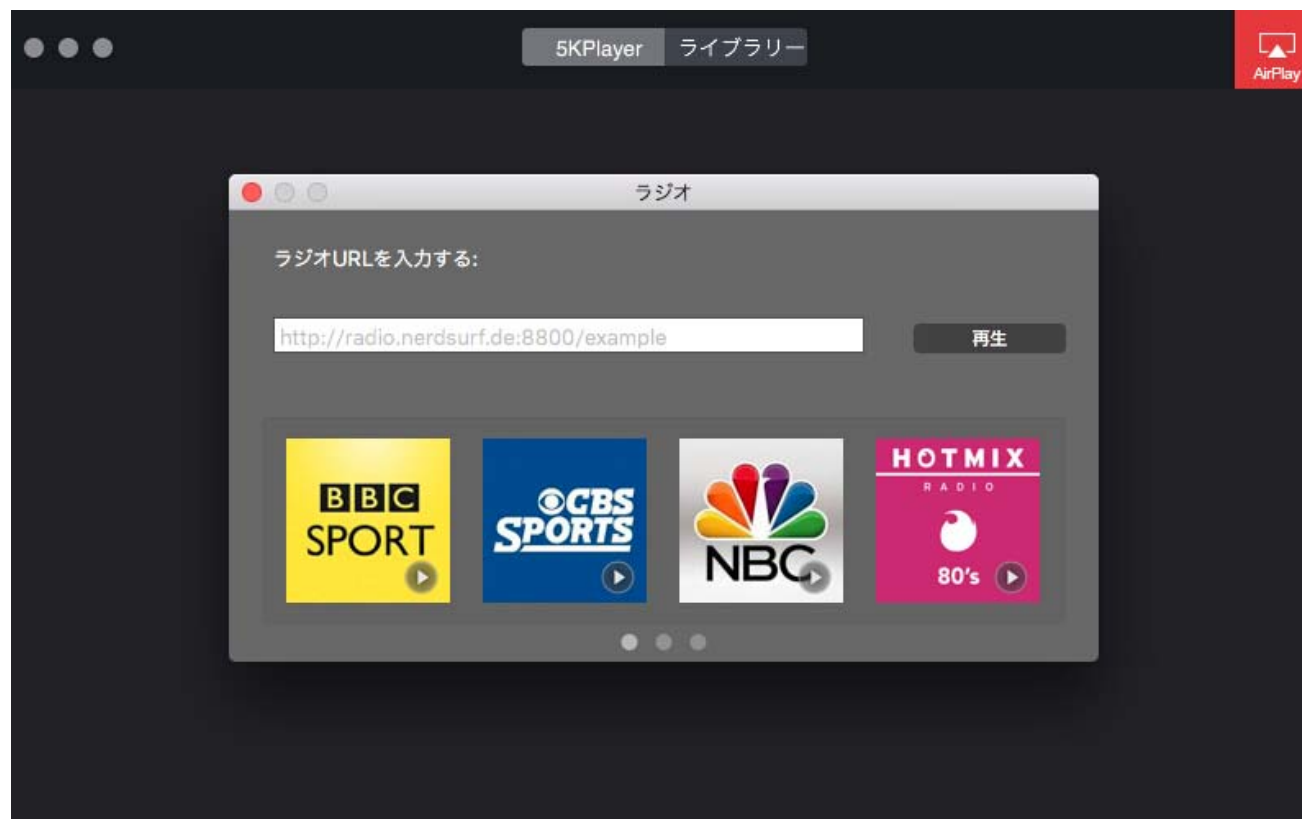 5KPlayer ライブラリー
AirPlay
ラジオ
ラジオURLを入力する:
http://radio.nerdsurf.de:8800/example
再生
BBC
SPORT
CBS
SPORTS
NBC
HOTMIX
RADIO
80's